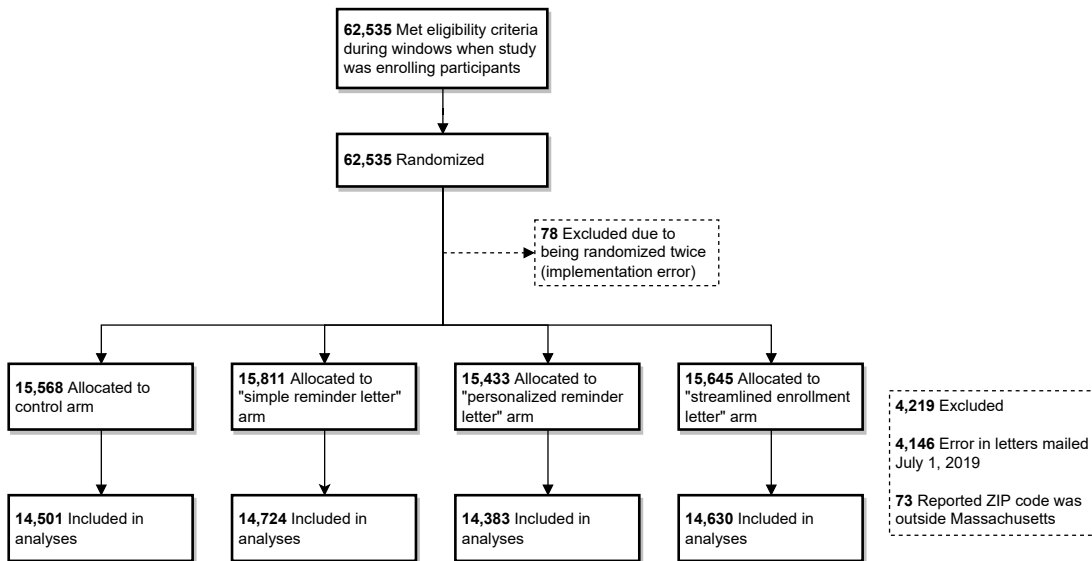 62,535 Met eligibility criteria
during windows when study
was enrolling participants
62,535 Randomized
78 Excluded due to
being randomized twice
(implementation error)
15,568 Allocated to
control arm
15,811 Allocated to
"simple reminder letter" arm
15,433 Allocated to
"personalized reminder
letter" arm
15,645 Allocated to
"streamlined enrollment
letter" arm
4,219 Excluded
4,146 Error in letters mailed
July 1, 2019
73 Reported ZIP code was
outside Massachusetts
14,501 Included in
analyses
14,724 Included in
analyses
14,383 Included in
analyses
14,630 Included in
analyses